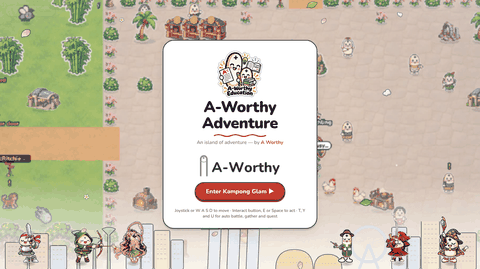 A-Worthy
Education
A-Worthy
Adventure
An island of adventure — by A Worthy
A-Worthy
Enter Kampong Glam ▶
Joystick or W A S D to move · Interact button, E or Space to act · T, Y
and U for auto battle, gather and quest
Ritchie